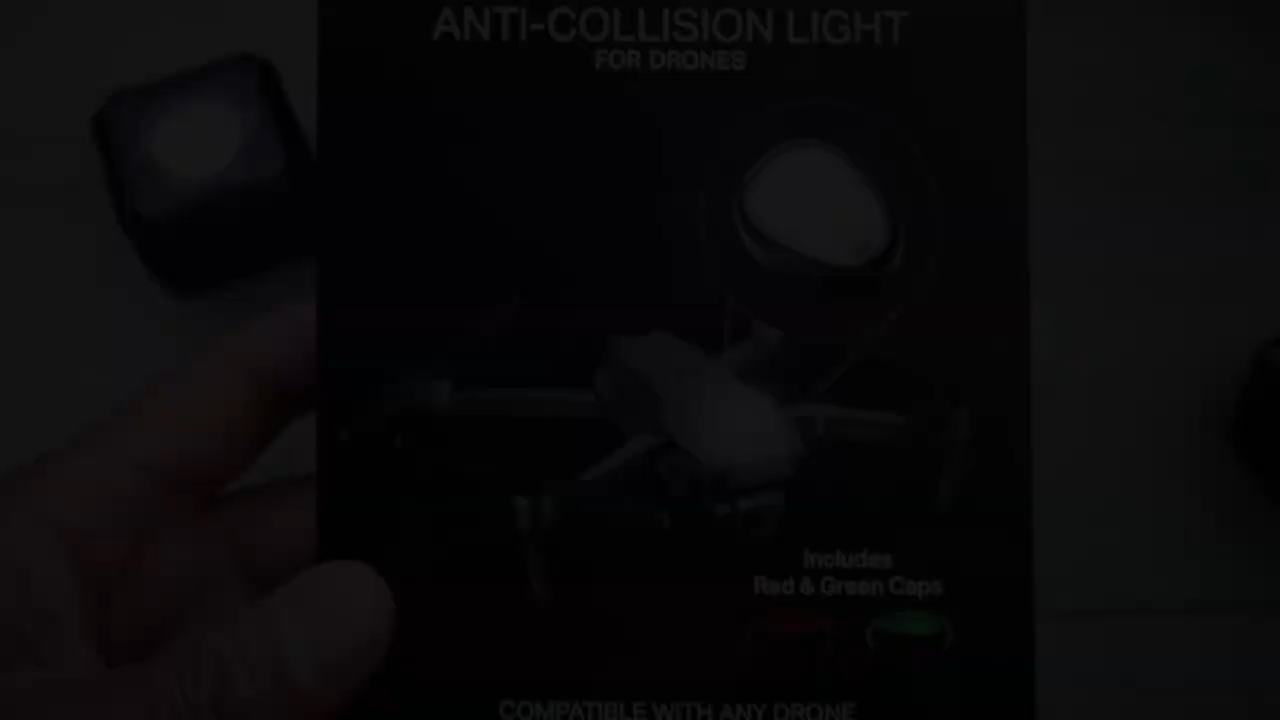 ANTI-COLLISION LIGHT
FOR DRONES
Includes
Red & Green Caps
COMPATIBLE WITH ANY DRONE